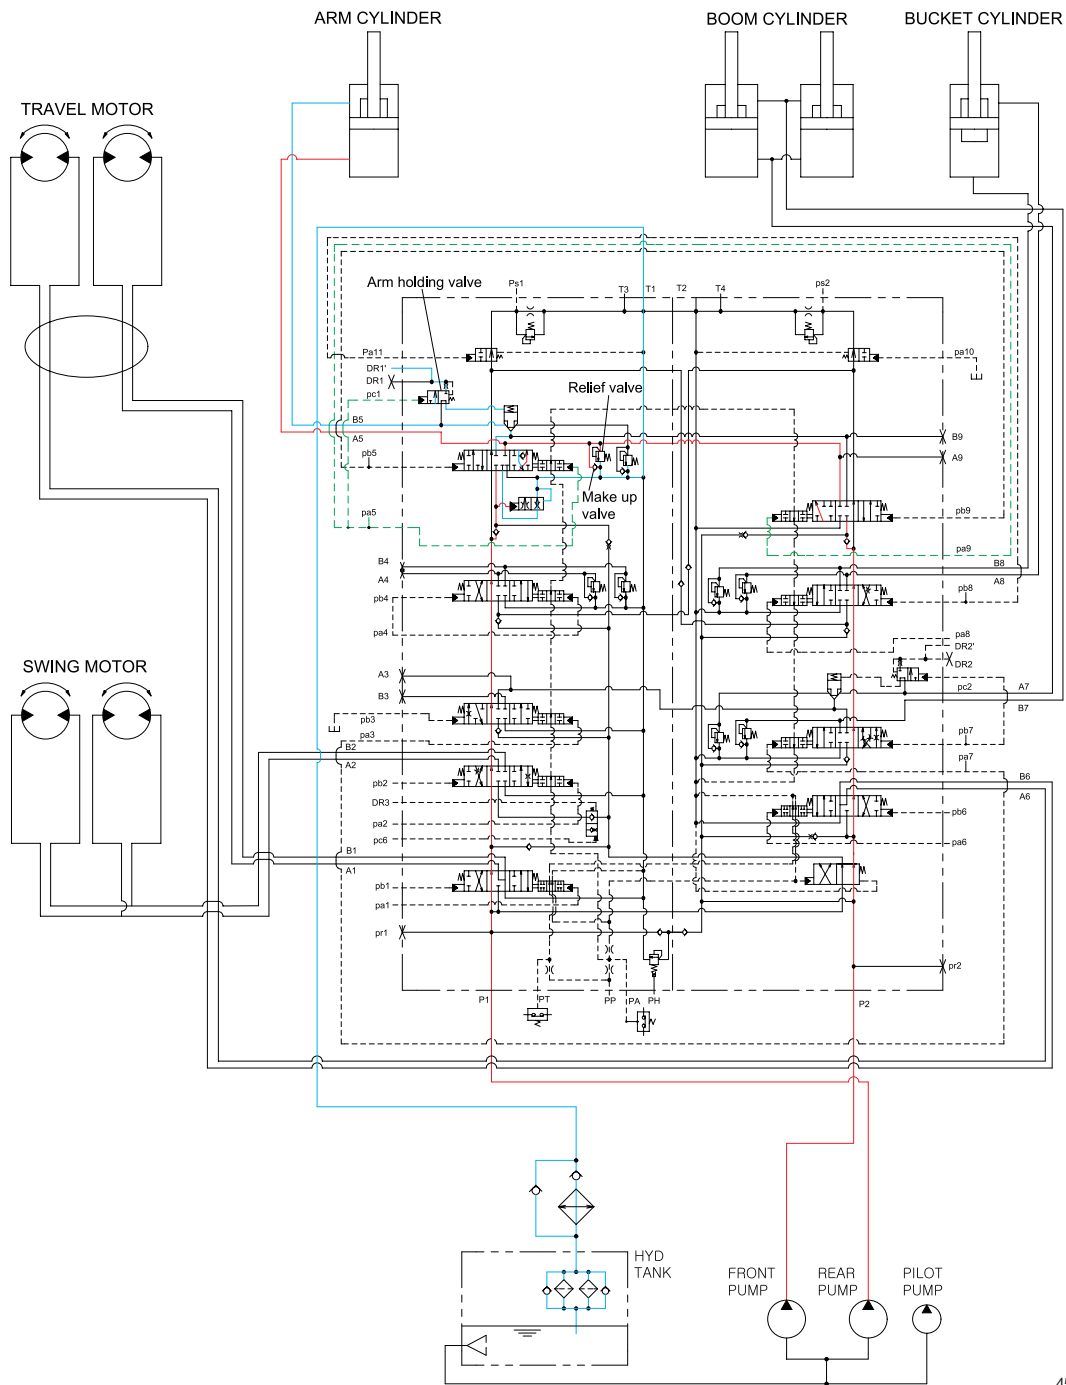 ARM CYLINDER
BOOM CYLINDER
BUCKET CYLINDER
TRAVEL MOTOR
Arm holding valve
Ps1
T3
T1
T2
T4
ps2
Pa11
pa10
DR1'
DR1
pc1
Relief valve
B5
A5
B9
A9
pb5
Make up
valve
pa5
pb9
pa9
B4
A4
B8
A8
pb4
pb8
pa4
pa8
DR2'
DR2
SWING MOTOR
A3
B3
pc2
A7
B7
pb3
pa3
pb7
pa7
B2
A2
B6
A6
pb2
DR3
pa2
pc6
pb6
pa6
B1
A1
pb1
pa1
pr1
pr2
P1
PT
PP
PA
PH
P2
HYD
TANK
FRONT
PUMP
REAR
PUMP
PILOT
PUMP